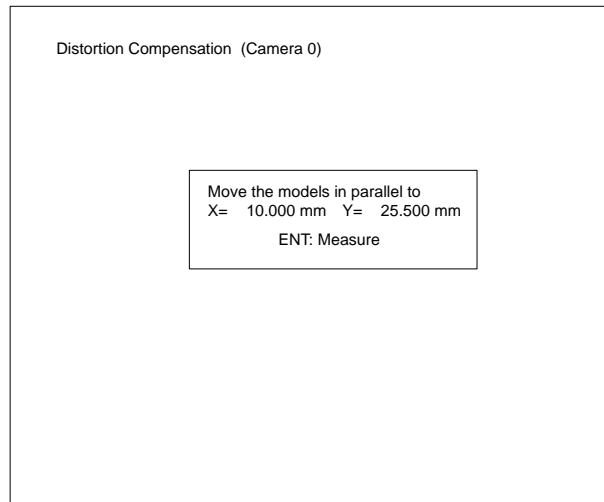 Distortion Compensation (Camera 0)
Move the models in parallel to
X= 10.000 mm Y= 25.500 mm
ENT: Measure